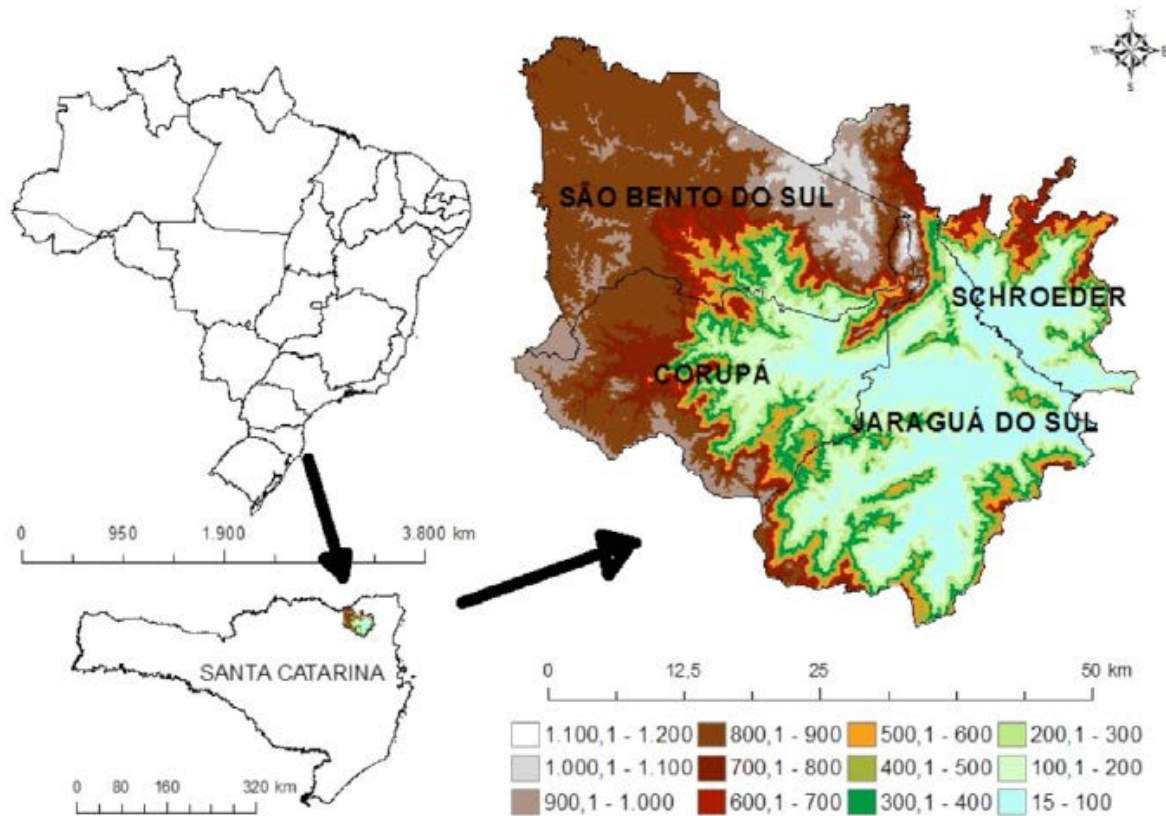 N
W E
S
SÃO BENTO DO SUL
SCHROEDER
CORUPÁ
JARAGUÁ DO SUL
0 950 1.900 3.800 km
SANTA CATARINA
0 80 160 320 km
0 12,5 25 50 km
1.100,1 - 1.200 800,1 - 900 500,1 - 600 200,1 - 300
1.000,1 - 1.100 700,1 - 800 400,1 - 500 100,1 - 200
900,1 - 1.000 600,1 - 700 300,1 - 400 15 - 100